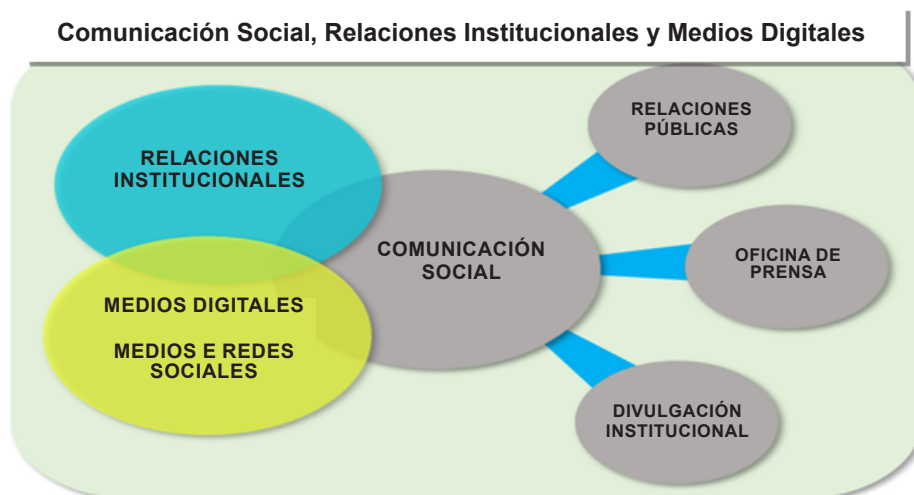 Comunicación Social, Relaciones Institucionales y Medios Digitales
RELACIONES
INSTITUCIONALES
MEDIOS DIGITALES
MEDIOS E REDES
SOCIALES
COMUNICACIÓN
SOCIAL
RELACIONES
PÚBLICAS
OFICINA DE
PRENSA
DIVULGACIÓN
INSTITUCIONAL